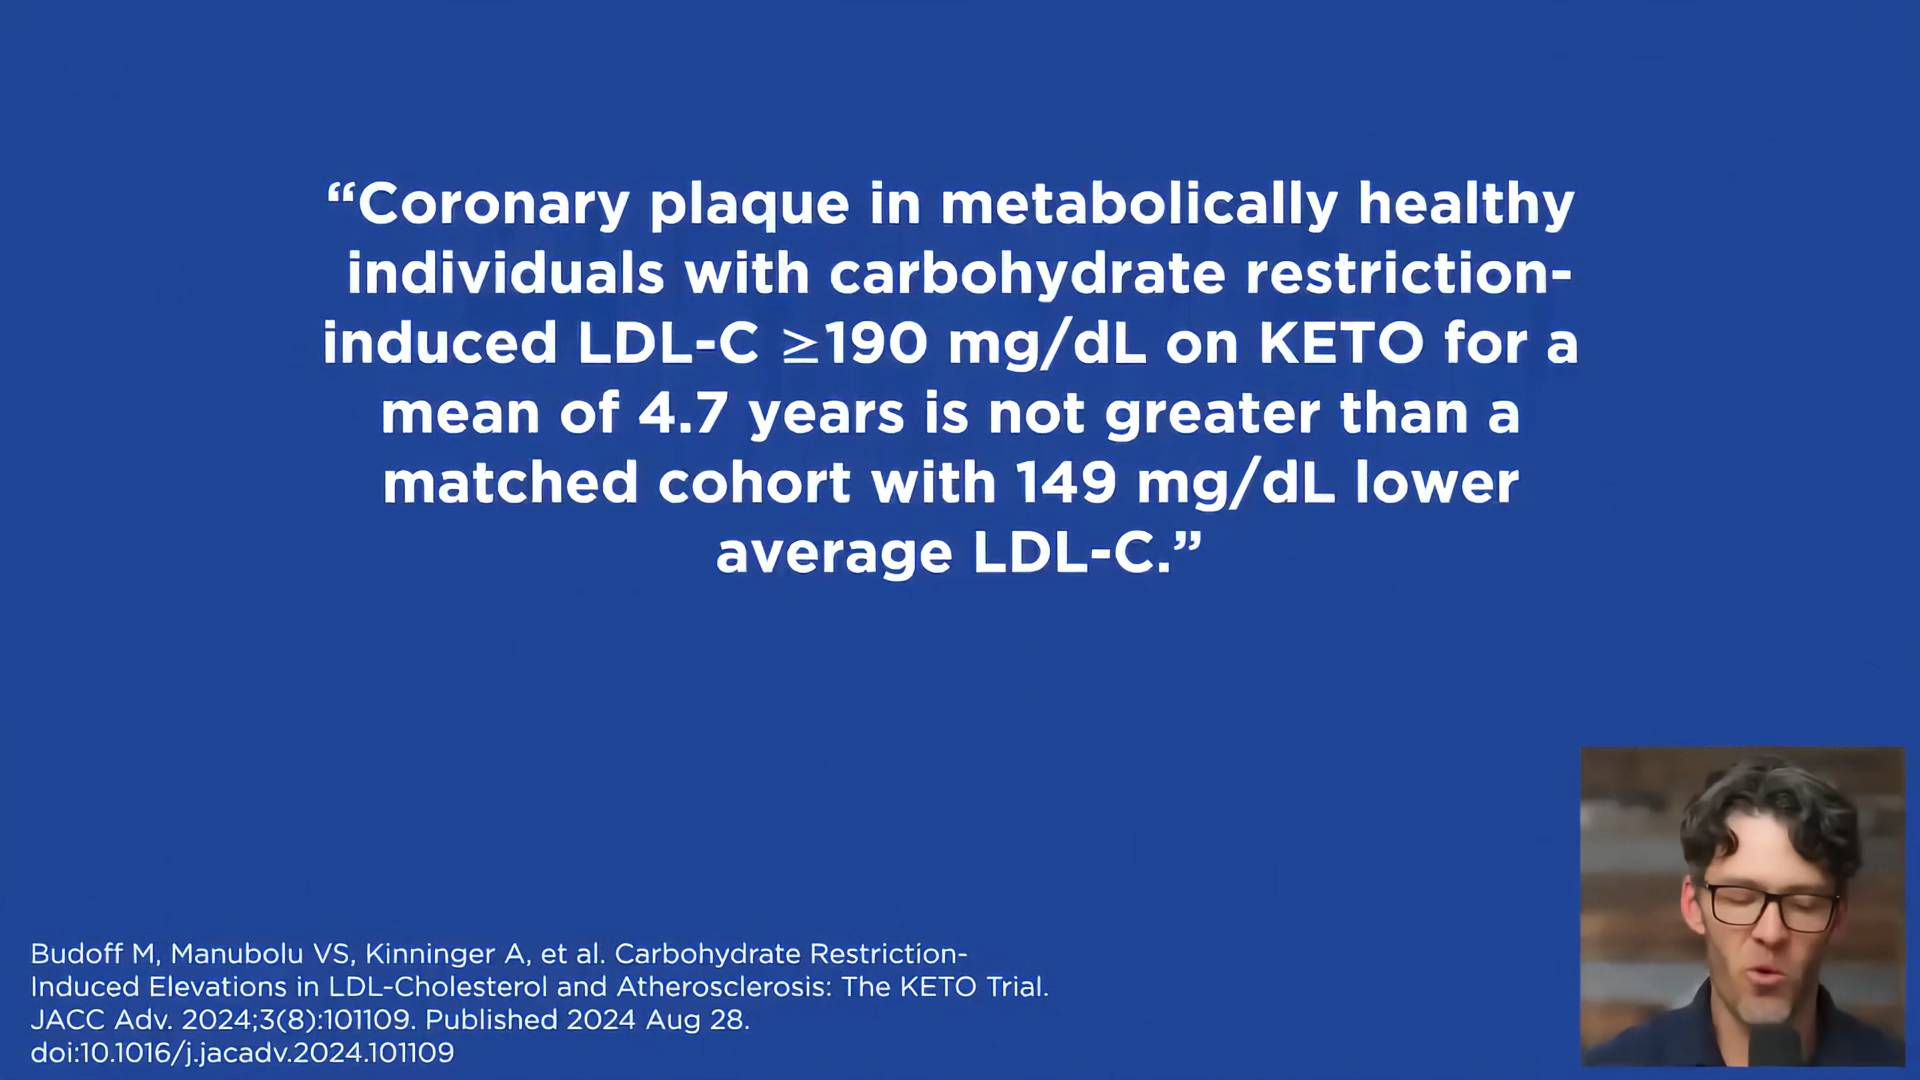 “Coronary plaque in metabolically healthy
individuals with carbohydrate restriction-
induced LDL-C ≥190 mg/dL on KETO for a
mean of 4.7 years is not greater than a
matched cohort with 149 mg/dL lower
average LDL-C.”
Budoff M, Manubolu VS, Kinninger A, et al. Carbohydrate Restriction-
Induced Elevations in LDL-Cholesterol and Atherosclerosis: The KETO Trial.
JACC Adv. 2024;3(8):101109. Published 2024 Aug 28.
doi:10.1016/j.jacadv.2024.101109